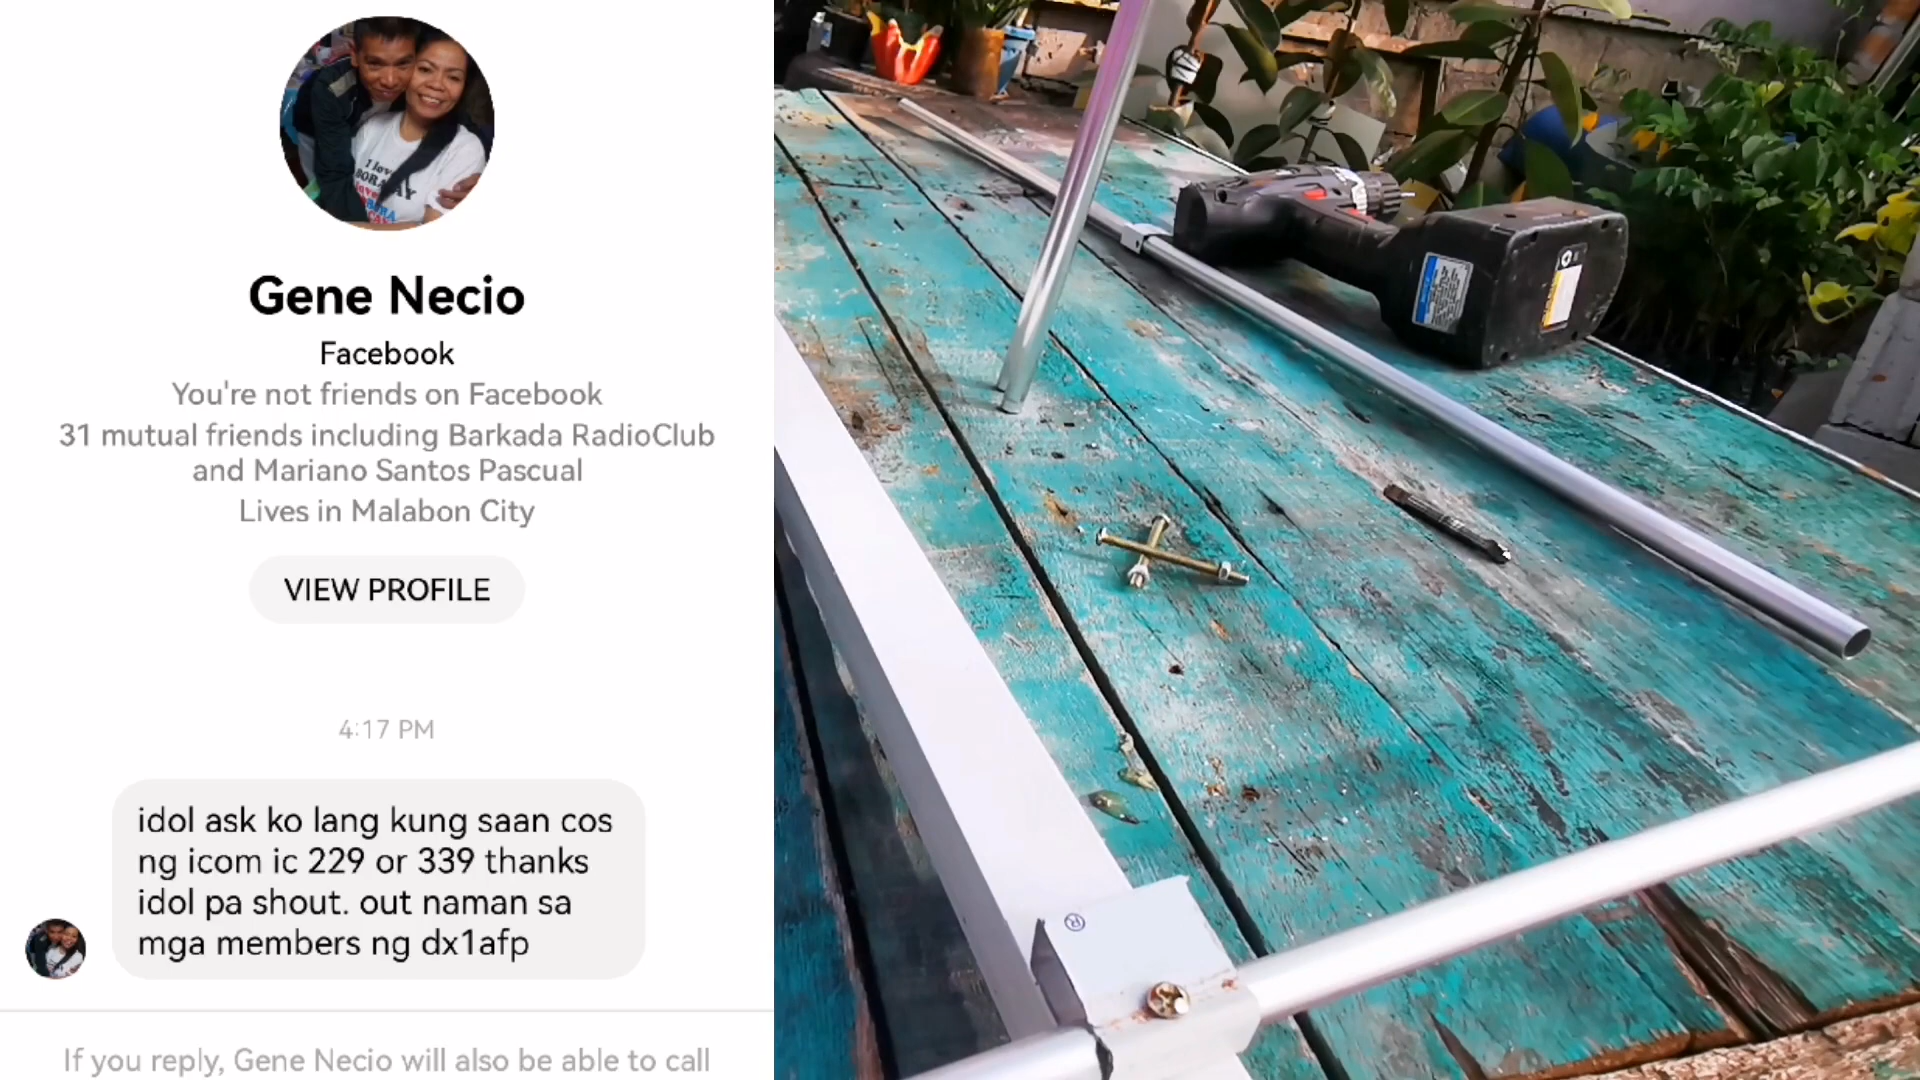 I love
BORACAY
Gene Necio
Facebook
You're not friends on Facebook
31 mutual friends including Barkada RadioClub
and Mariano Santos Pascual
Lives in Malabon City
VIEW PROFILE
4:17 PM
idol ask ko lang kung saan cos
ng icom ic 229 or 339 thanks
idol pa shout. out naman sa
mga members ng dx1afp
If you reply, Gene Necio will also be able to call
®